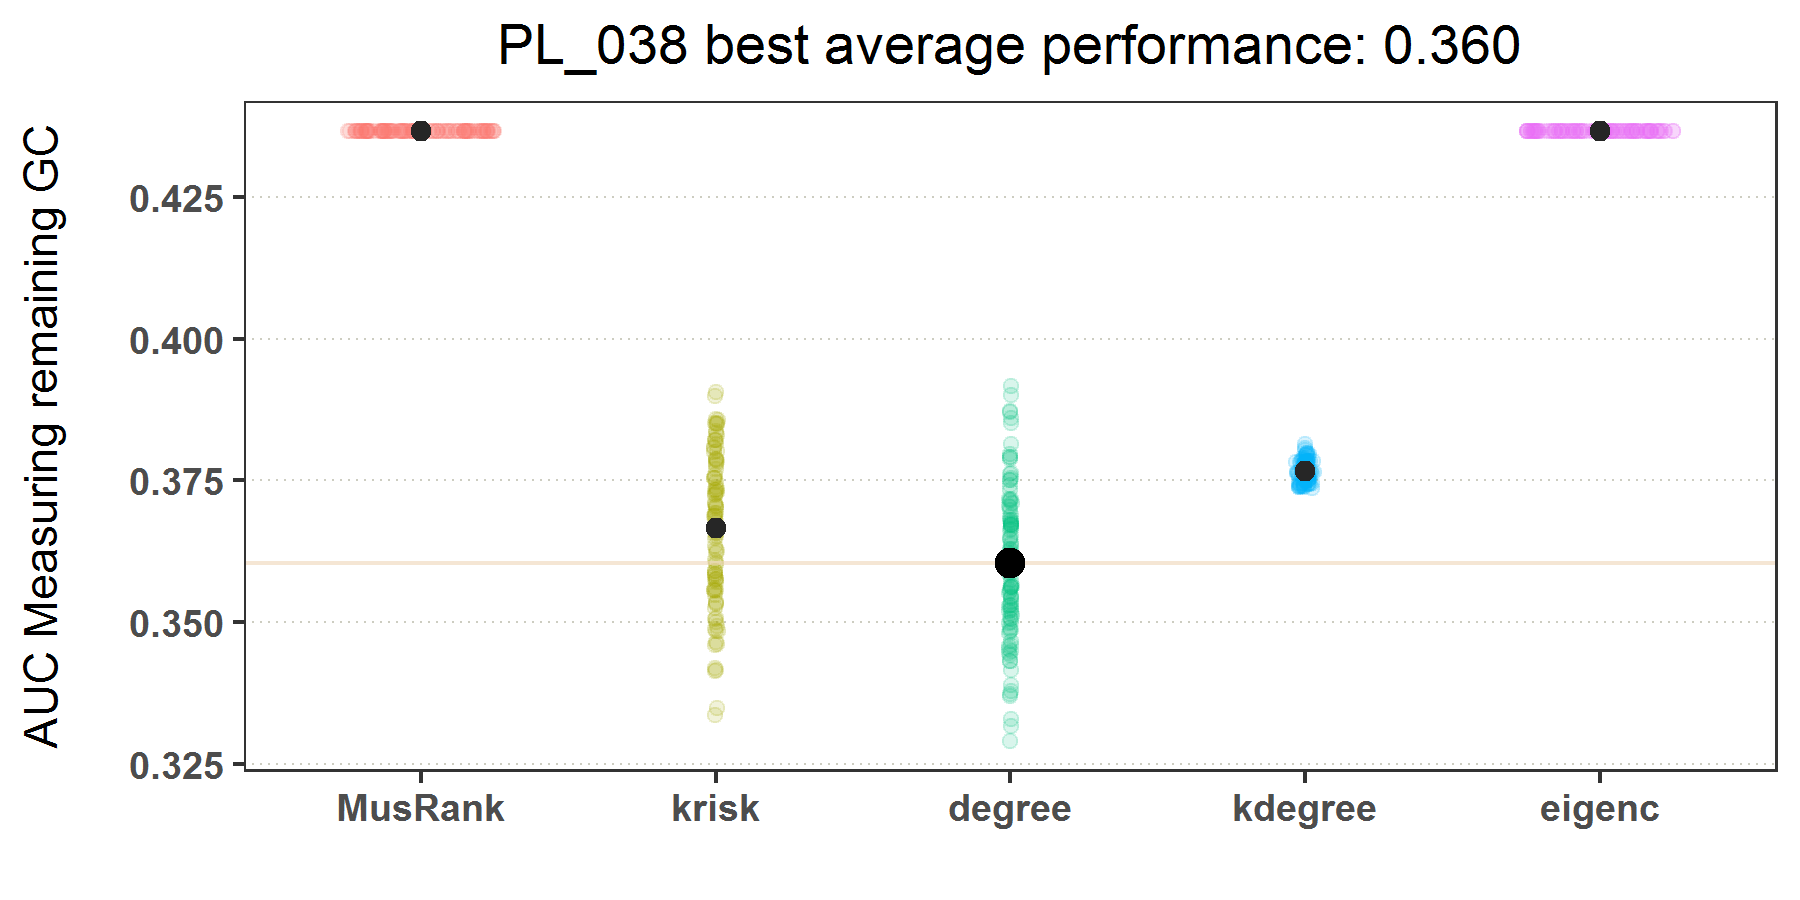 PL_038 best average performance: 0.360
AUC Measuring remaining GC
0.425
0.400
0.375
0.350
0.325
MusRank krisk degree kdegree eigenc